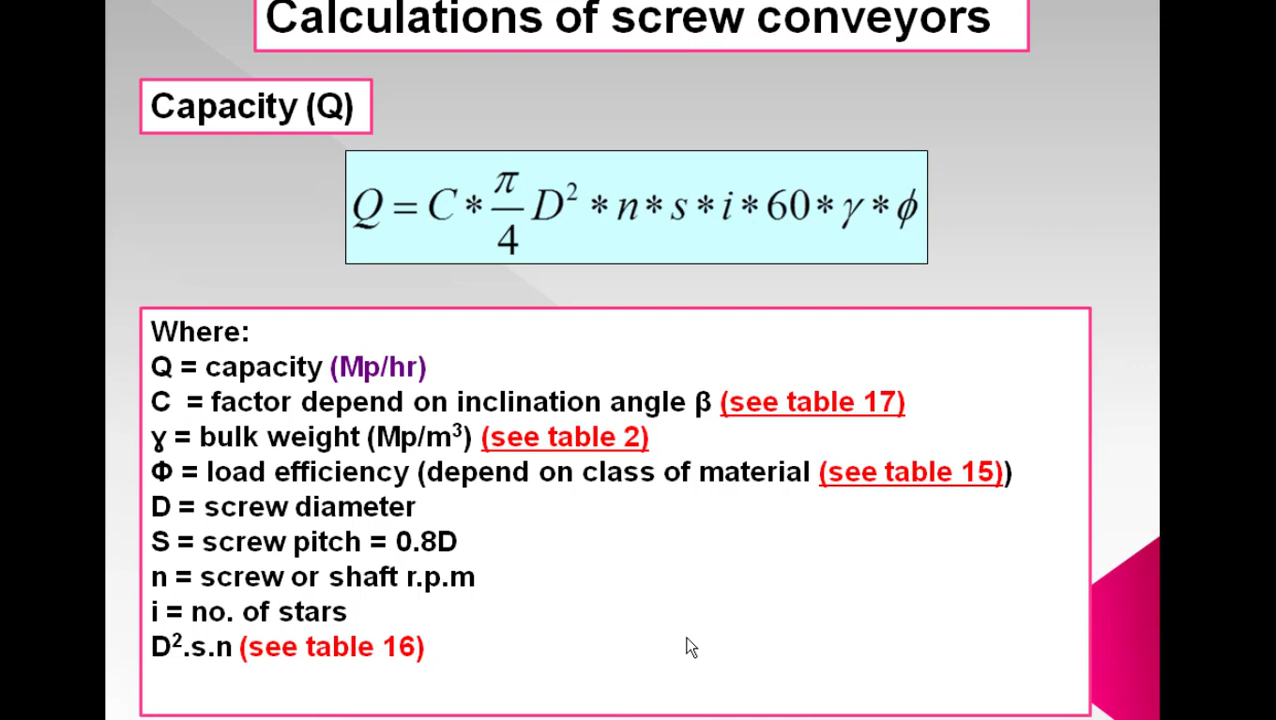 Calculations of screw conveyors
Capacity (Q)
Q = C * π/4 D² * n * s * i * 60 * γ * ϕ
Where:
Q = capacity (Mp/hr)
C = factor depend on inclination angle β (see table 17)
ɣ = bulk weight (Mp/m³) (see table 2)
Φ = load efficiency (depend on class of material (see table 15))
D = screw diameter
S = screw pitch = 0.8D
n = screw or shaft r.p.m
i = no. of stars
D².s.n (see table 16)